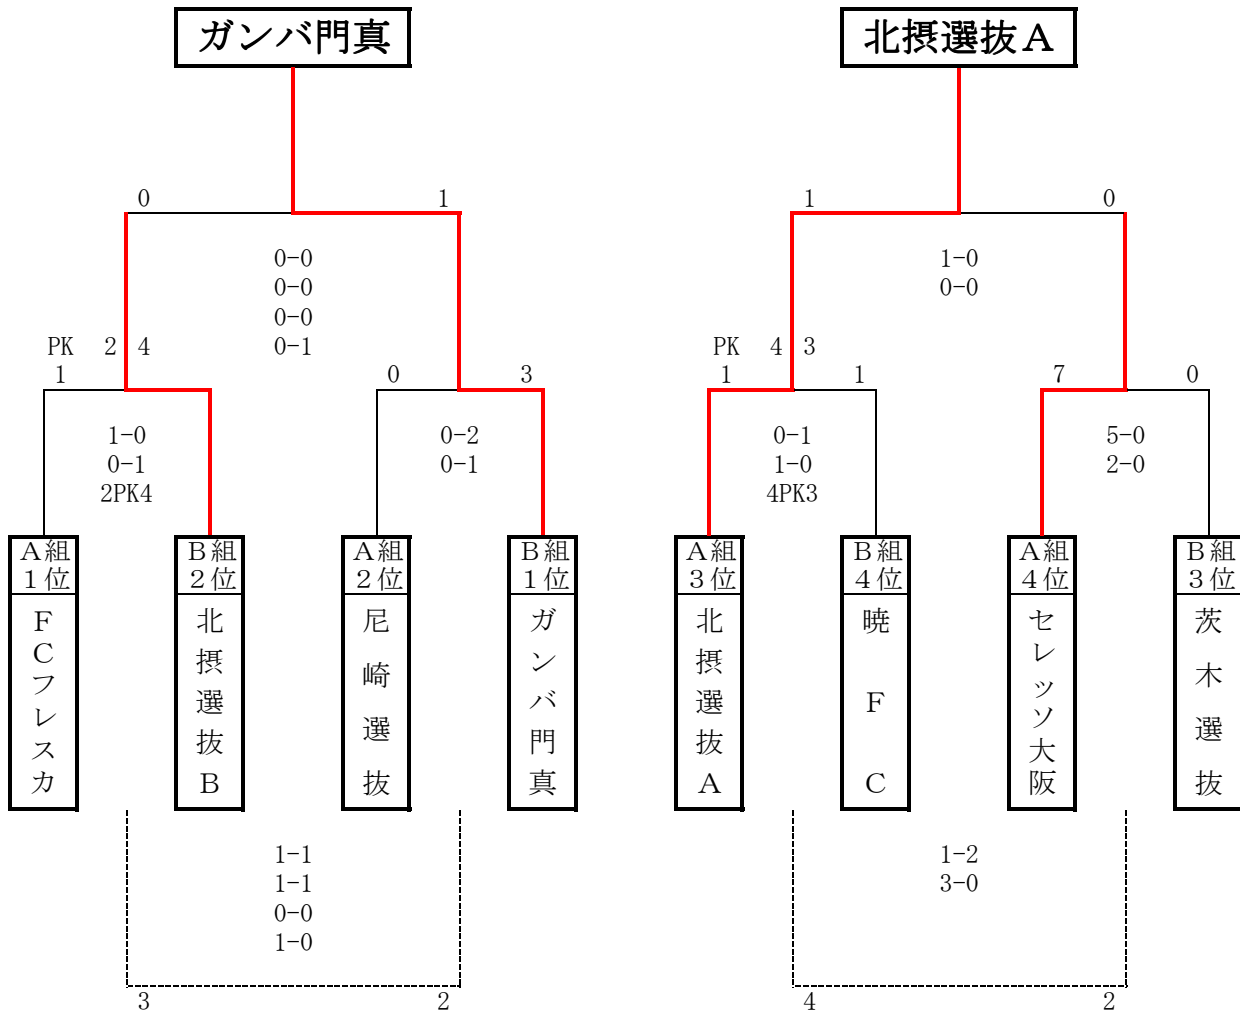 ガンバ門真 北摂選抜Ａ
0 1 1 0
0-0 1-0
0-0 0-0
0-0
PK 2 4 0-1 PK 4 3
1 0 3 1 1 7 0
1-0 0-2 0-1 5-0
0-1 0-1 1-0 2-0
2PK4 4PK3
Ａ組 Ｂ組 Ａ組 Ｂ組 Ａ組 Ｂ組 Ａ組 Ｂ組
１位 ２位 ２位 １位 ３位 ４位 ４位 ３位
ＦＣフレスカ
北摂選抜Ｂ
尼崎選抜
ガンバ門真
北摂選抜Ａ
暁ＦＣ
セレッソ大阪
茨木選抜
1-1 1-2
1-1 3-0
0-0
1-0
3 2 4 2